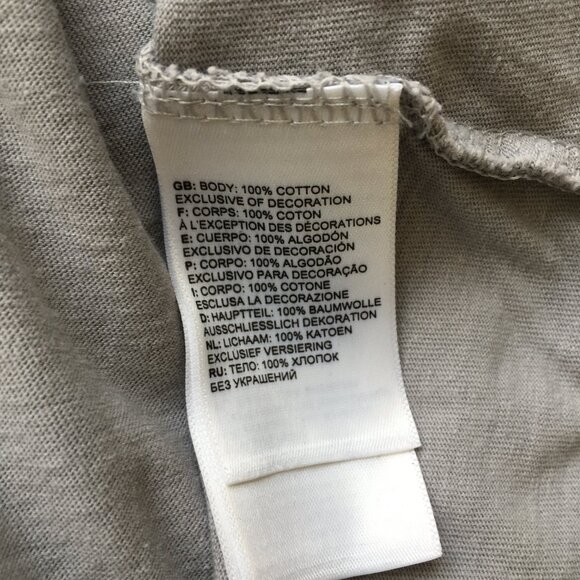 GB: BODY: 100% COTTON
EXCLUSIVE OF DECORATION
F: CORPS: 100% COTON
À L'EXCEPTION DES DÉCORATIONS
E: CUERPO: 100% ALGODÓN
EXCLUSIVO DE DECORACIÓN
P: CORPO: 100% ALGODÃO
EXCLUSIVO PARA DECORAÇÃO
I: CORPO: 100% COTONE
ESCLUSA LA DECORAZIONE
D: HAUPTTEIL: 100% BAUMWOLLE
AUSSCHLIESSLICH DEKORATION
NL: LICHAAM: 100% KATOEN
EXCLUSIEF VERSIERING
RU: ТЕЛО: 100% ХЛОПОК
БЕЗ УКРАШЕНИЙ